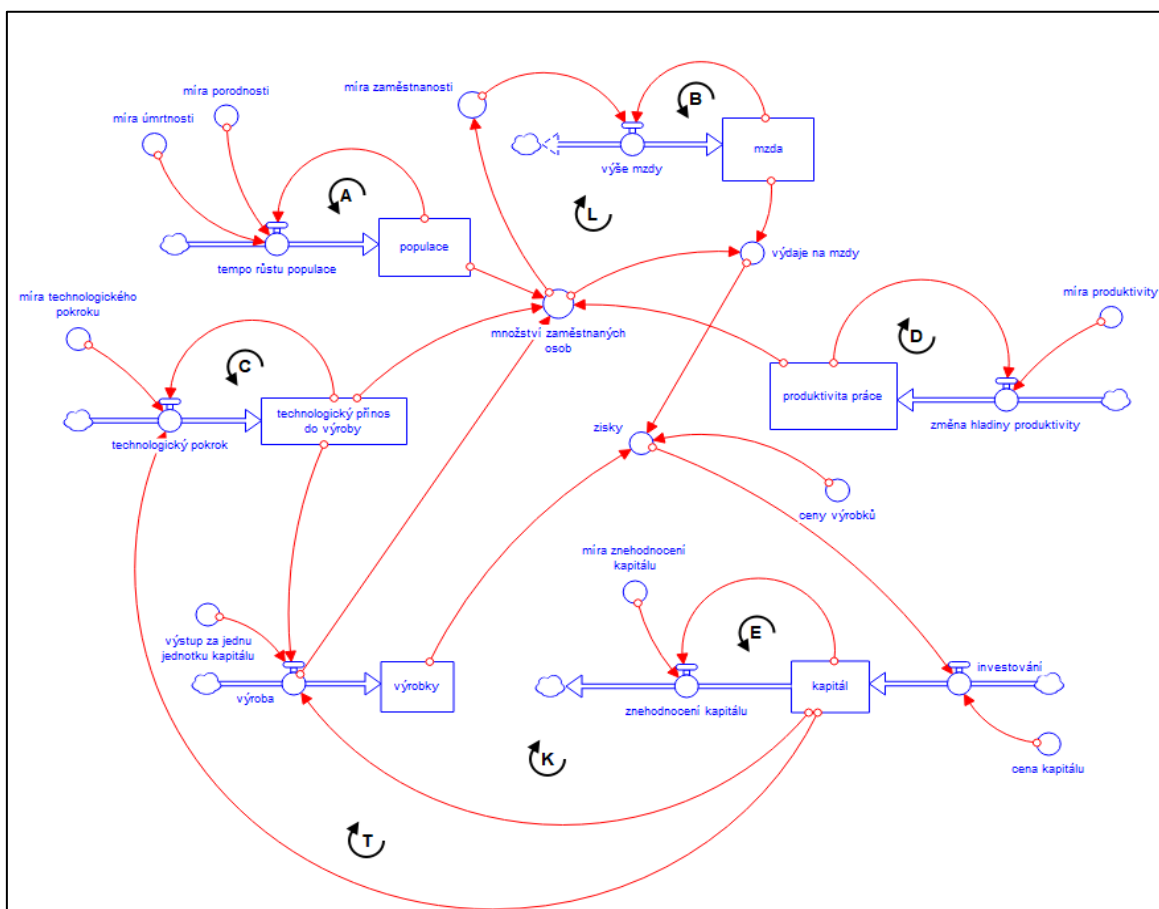 míra porodnosti
míra zaměstnanosti
B
míra úmrtnosti
mzda
výše mzdy
A
L
populace
výdaje na mzdy
tempo růstu populace
míra technologického
pokroku
míra produktivity
množství zaměstnaných
osob
D
C
produktivita práce
technologický přínos
do výroby
zisky
změna hladiny produktivity
technologický pokrok
ceny výrobků
míra znehodnocení
kapitálu
E
výstup za jednu
jednotku kapitálu
investování
výrobky
kapitál
výroba
znehodnocení kapitálu
K
cena kapitálu
T